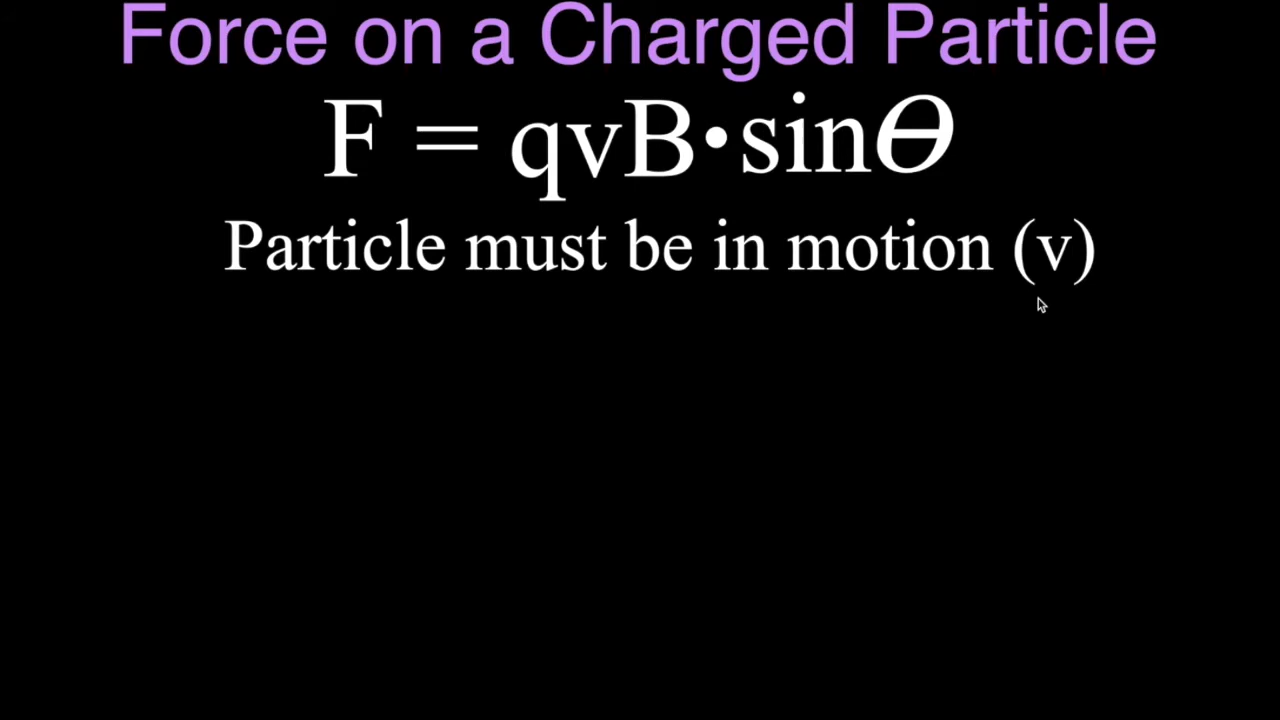 Force on a Charged Particle
F = qvB•sinθ
Particle must be in motion (v)